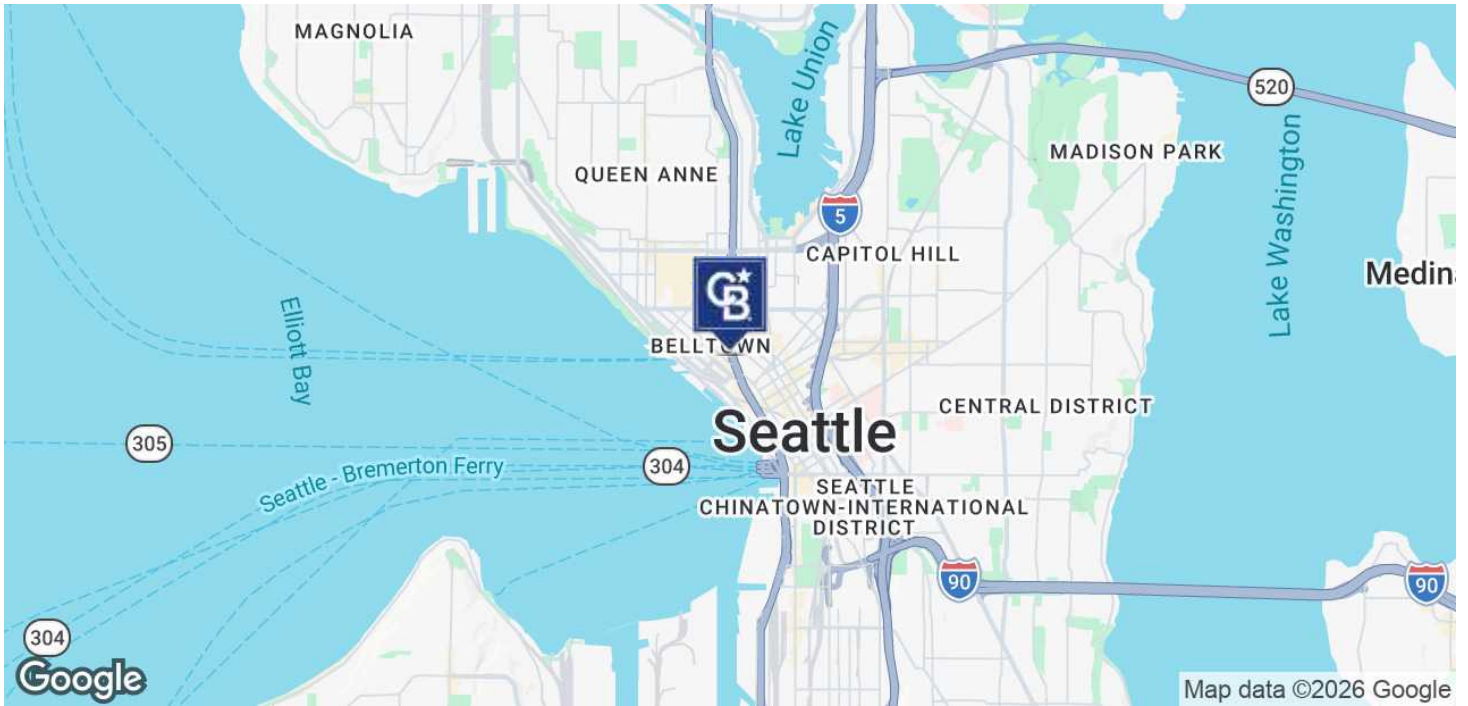 MAGNOLIA
Lake Union
520
QUEEN ANNE
MADISON PARK
5
CAPITOL HILL
Lake Washington
Medin
CB
Elliott Bay
BELLTOWN
CENTRAL DISTRICT
Seattle
305
304
Seattle - Bremerton Ferry
SEATTLE
CHINATOWN-INTERNATIONAL
DISTRICT
90
90
304
Google
Map data ©2026 Google